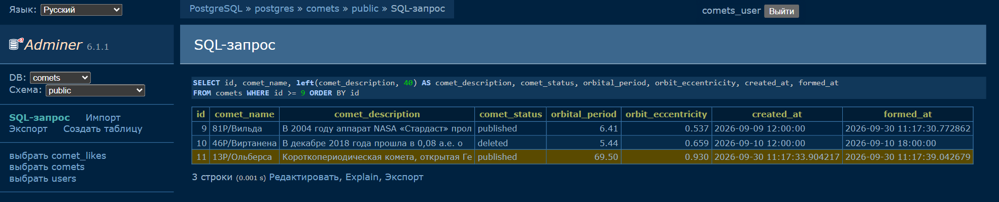 Язык: Русский
PostgreSQL » postgres » comets » public » SQL-запрос
comets_user Выйти
Adminer 6.1.1
SQL-запрос
DB: comets
Схема: public
SQL-запрос Импорт
Экспорт Создать таблицу
выбрать comet_likes
выбрать comets
выбрать users
SELECT id, comet_name, left(comet_description, 40) AS comet_description, comet_status, orbital_period, orbit_eccentricity, created_at, formed_at
FROM comets WHERE id >= 9 ORDER BY id
id comet_name comet_description comet_status orbital_period orbit_eccentricity created_at formed_at
9 81P/Вильда В 2004 году аппарат NASA «Стардаст» прол published 6.41 0.537 2026-09-09 12:00:00 2026-09-30 11:17:30.772862
10 46P/Виртанена В декабре 2018 года прошла в 0,08 а.е. о deleted 5.44 0.659 2026-09-10 12:00:00 2026-09-10 18:00:00
11 13P/Ольберса Короткопериодическая комета, открытая Ге published 69.50 0.930 2026-09-30 11:17:33.904217 2026-09-30 11:17:39.042679
3 строки (0.001 s) Редактировать, Explain, Экспорт